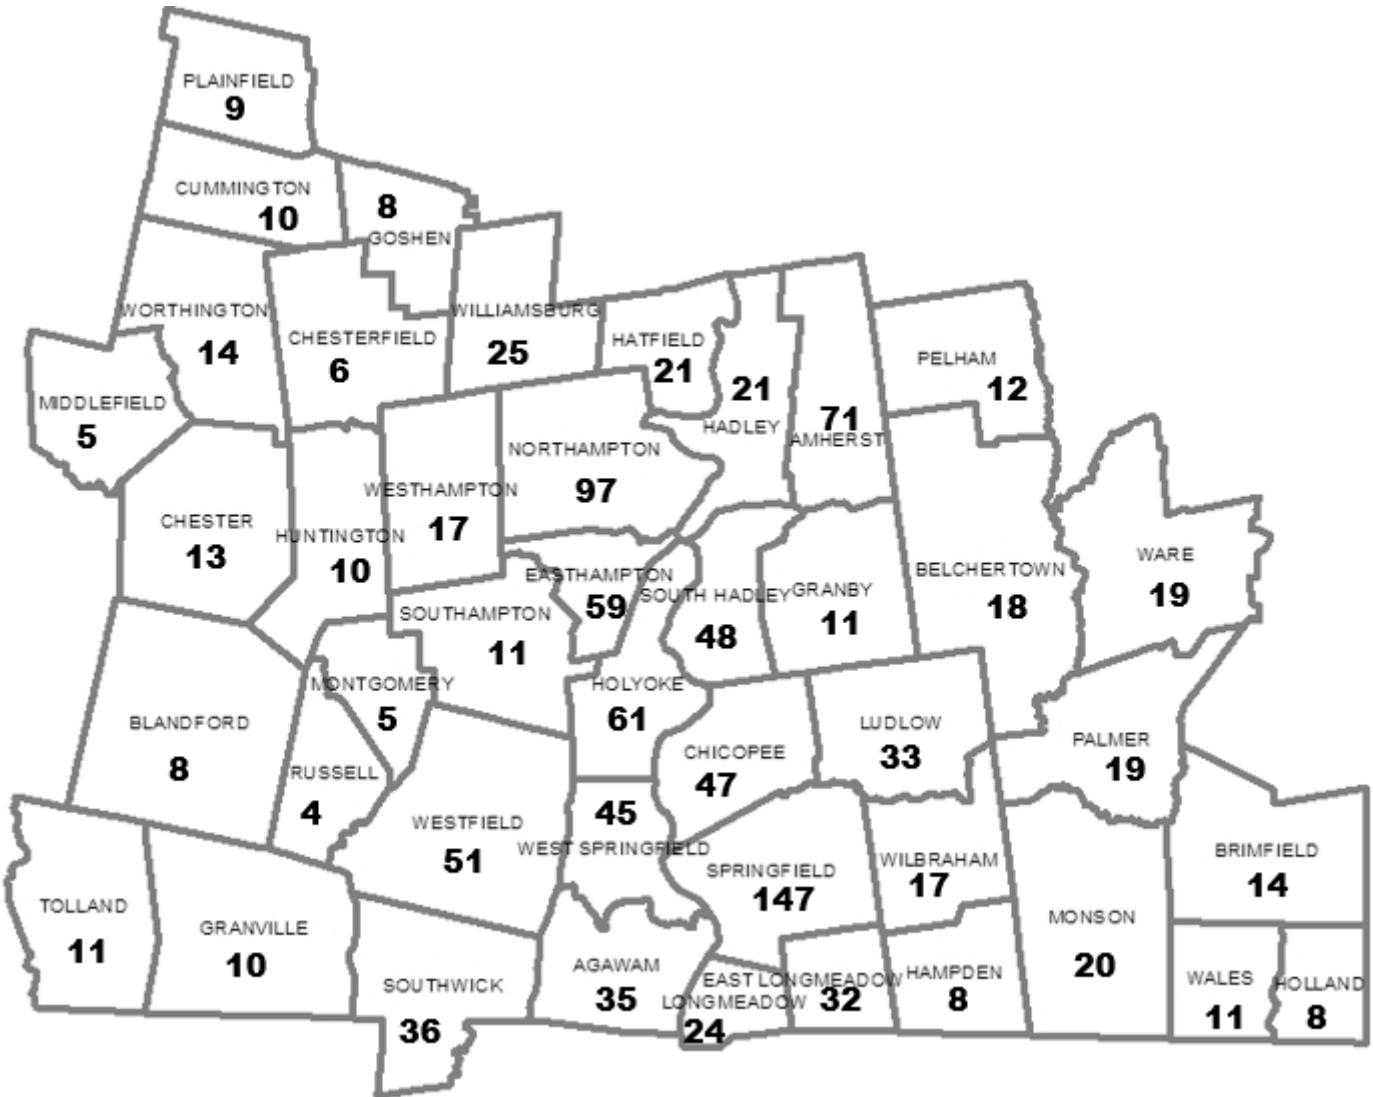 PLAINFIELD
9
CUMMINGTON
10
8
GOSHEN
WORTHINGTON
14
CHESTERFIELD
6
WILLIAMSBURG
25
HATFIELD
21
21
HADLEY
71
AMHERST
PELHAM
12
MIDDLEFIELD
5
CHESTER
13
HUNTINGTON
10
WESTHAMPTON
17
NORTHAMPTON
97
EASTHAMPTON
59
SOUTH HADLEY
48
GRANBY
11
BELCHERTOWN
18
WARE
19
SOUTHAMPTON
11
MONTGOMERY
5
HOLYOKE
61
BLANDFORD
8
RUSSELL
4
CHICOPEE
47
LUDLOW
33
PALMER
19
WESTFIELD
51
45
WEST SPRINGFIELD
SPRINGFIELD
147
WILBRAHAM
17
BRIMFIELD
14
TOLLAND
11
GRANVILLE
10
SOUTHWICK
36
AGAWAM
35
LONGMEADOW
24
EAST LONGMEADOW
32
HAMPDEN
8
MONSON
20
WALES
11
HOLLAND
8